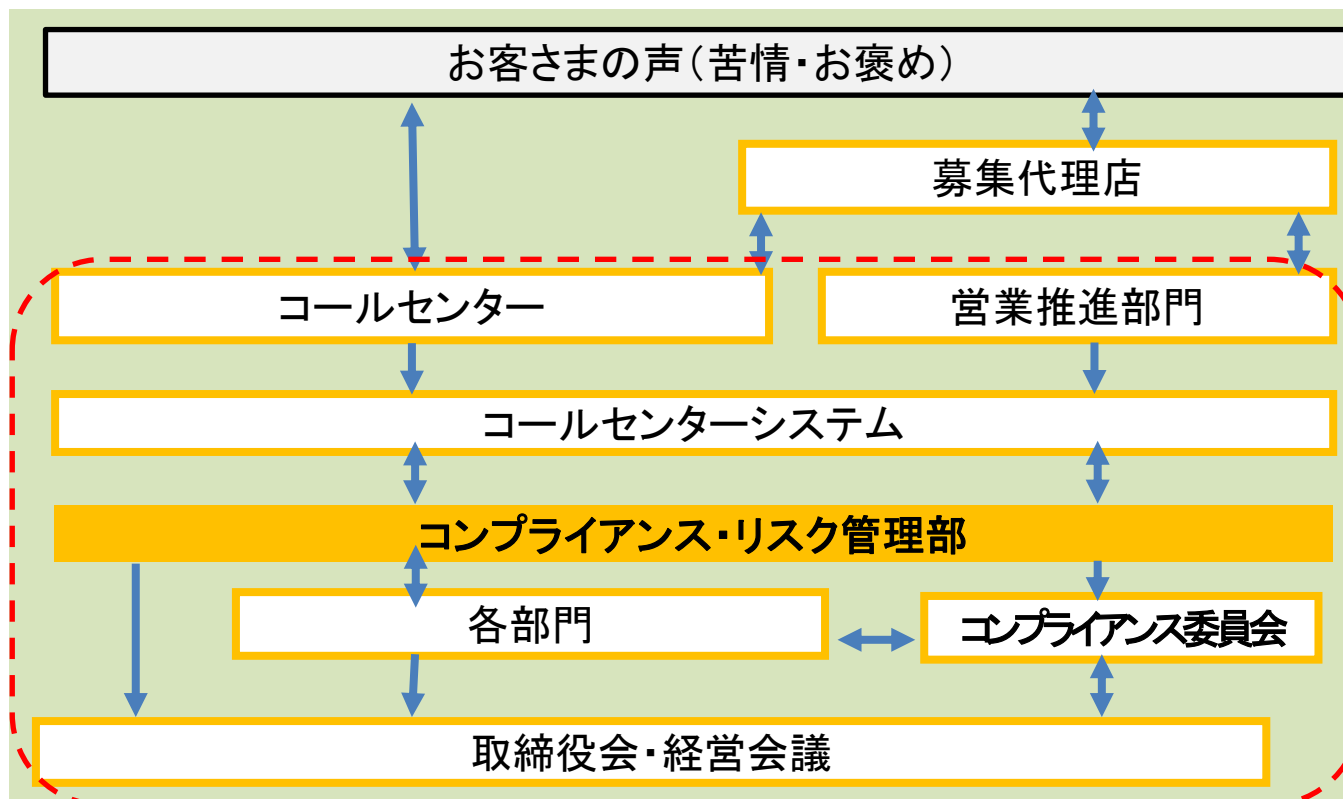 お客さまの声（苦情・お褒め）
募集代理店
コールセンター
営業推進部門
コールセンターシステム
コンプライアンス・リスク管理部
各部門
コンプライアンス委員会
取締役会・経営会議